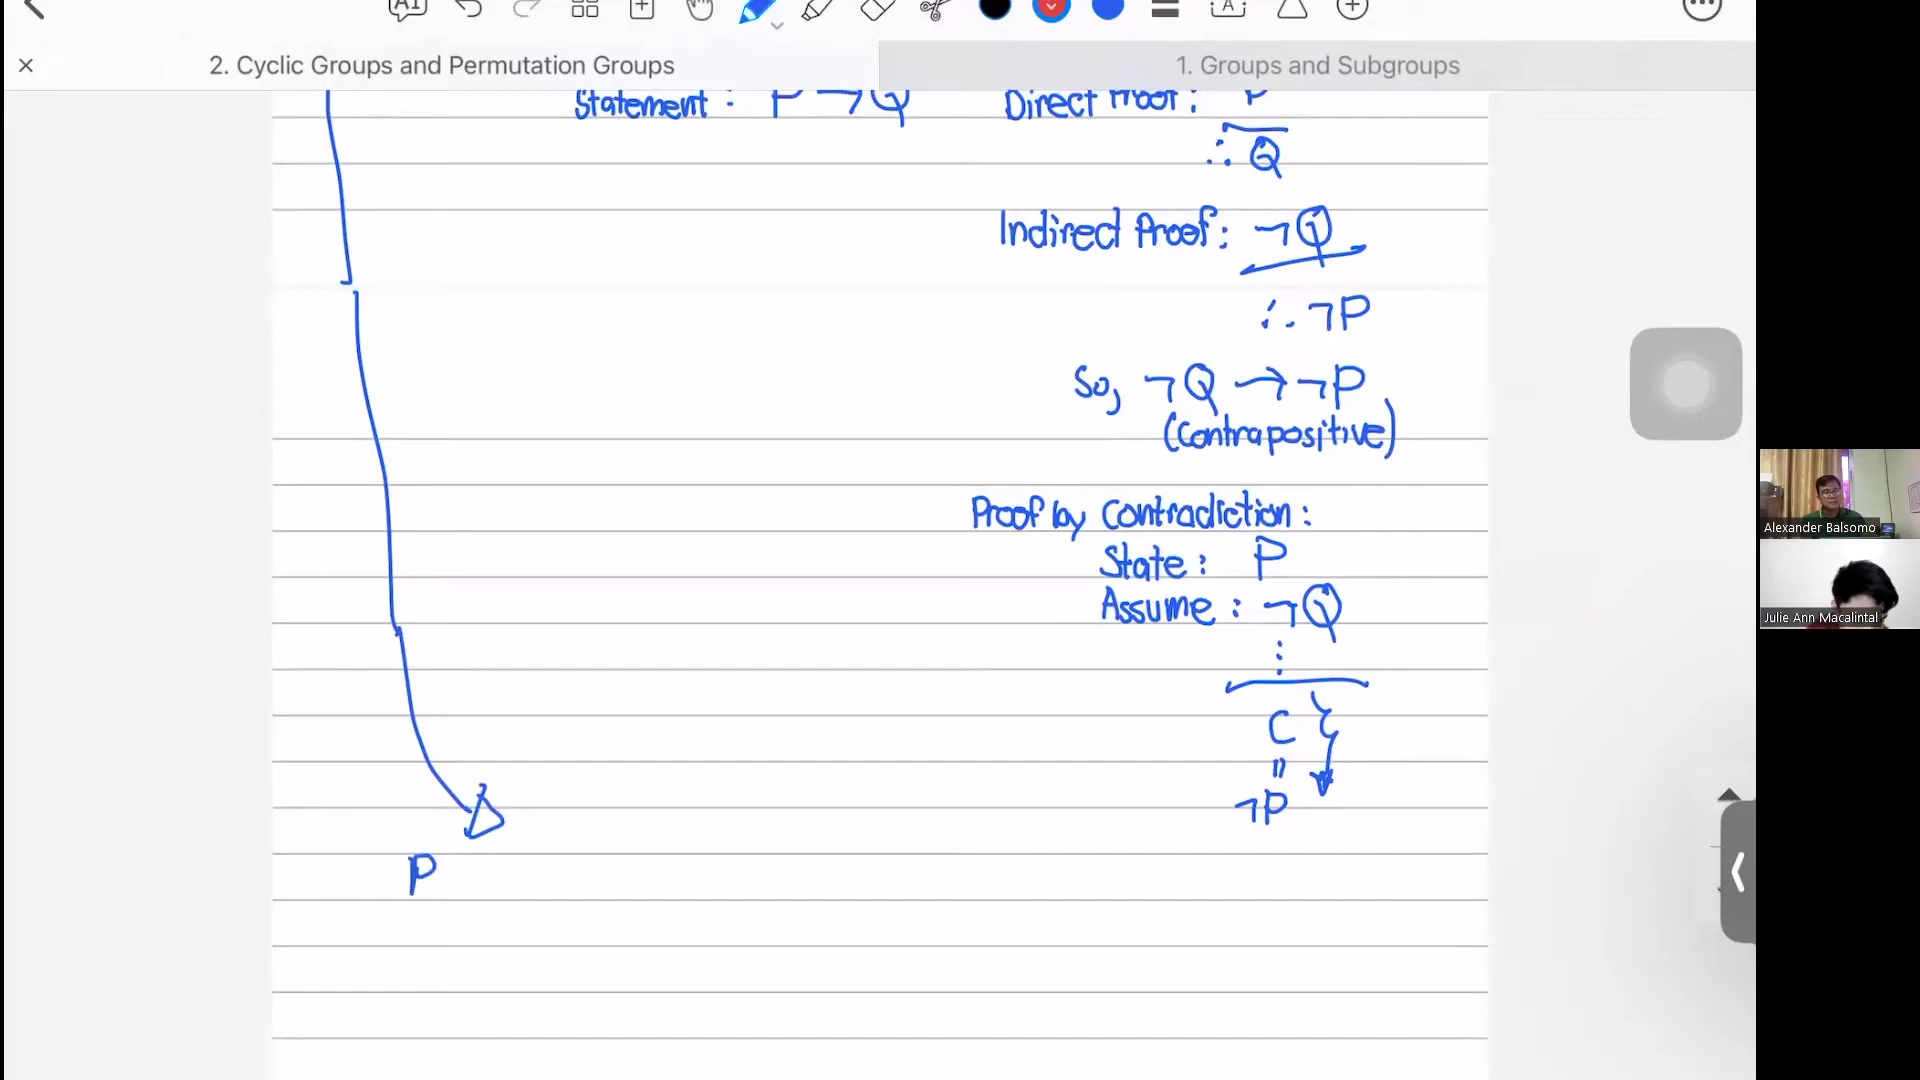 2. Cyclic Groups and Permutation Groups
1. Groups and Subgroups
Statement : P → Q
Direct Proof : P
∴ Q
Indirect Proof : ¬Q
∴ ¬P
So, ¬Q → ¬P
(Contrapositive)
Proof by Contradiction :
State : P
Assume : ¬Q
⋮
C
"
¬P
P
Alexander Balsomo
Julie Ann Macalintal